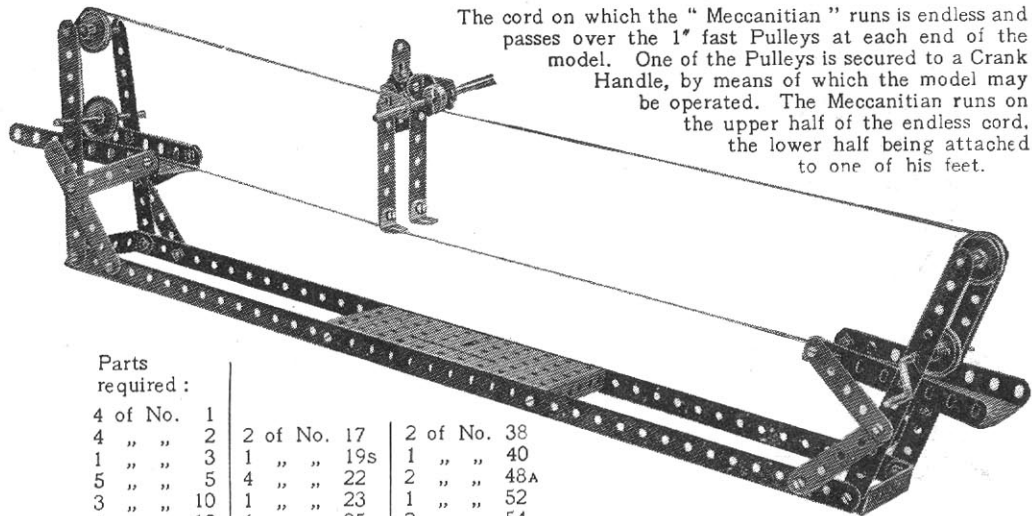 The cord on which the “ Meccanitian ” runs is endless and
passes over the 1″ fast Pulleys at each end of the
model. One of the Pulleys is secured to a Crank
Handle, by means of which the model may
be operated. The Meccanitian runs on
the upper half of the endless cord,
the lower half being attached
to one of his feet.
Parts
required :
4 of No. 1
4 „ „ 2
1 „ „ 3
5 „ „ 5
3 „ „ 10
2 of No. 17
1 „ „ 19s
4 „ „ 22
1 „ „ 23
2 of No. 38
1 „ „ 40
2 „ „ 48A
1 „ „ 52